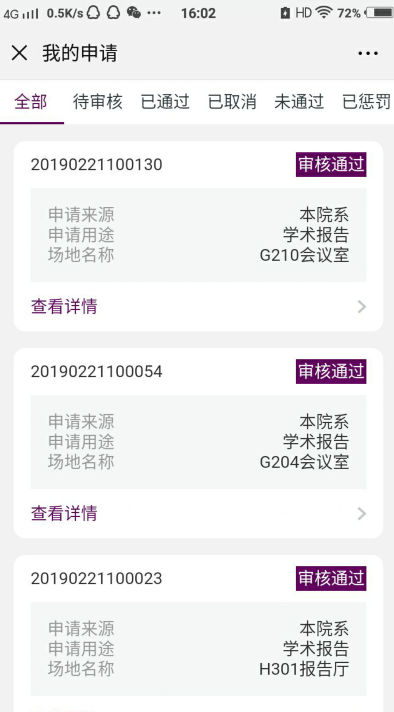 4G 0.5K/s 16:02 HD 72%
我的申请
全部 待审核 已通过 已取消 未通过 已惩罚
20190221100130 审核通过
申请来源 本院系
申请用途 学术报告
场地名称 G210会议室
查看详情
20190221100054 审核通过
申请来源 本院系
申请用途 学术报告
场地名称 G204会议室
查看详情
20190221100023 审核通过
申请来源 本院系
申请用途 学术报告
场地名称 H301报告厅